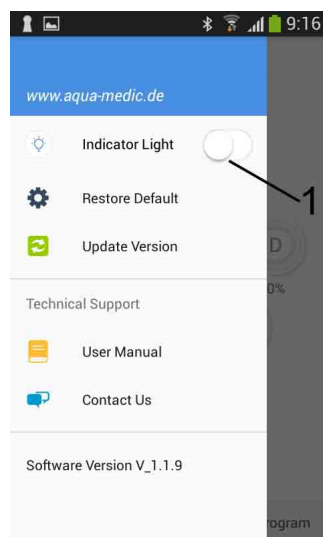 9:16
www.aqua-medic.de
Indicator Light
1
Restore Default
Update Version
D
0%
Technical Support
User Manual
Contact Us
Software Version V_1.1.9
rogram